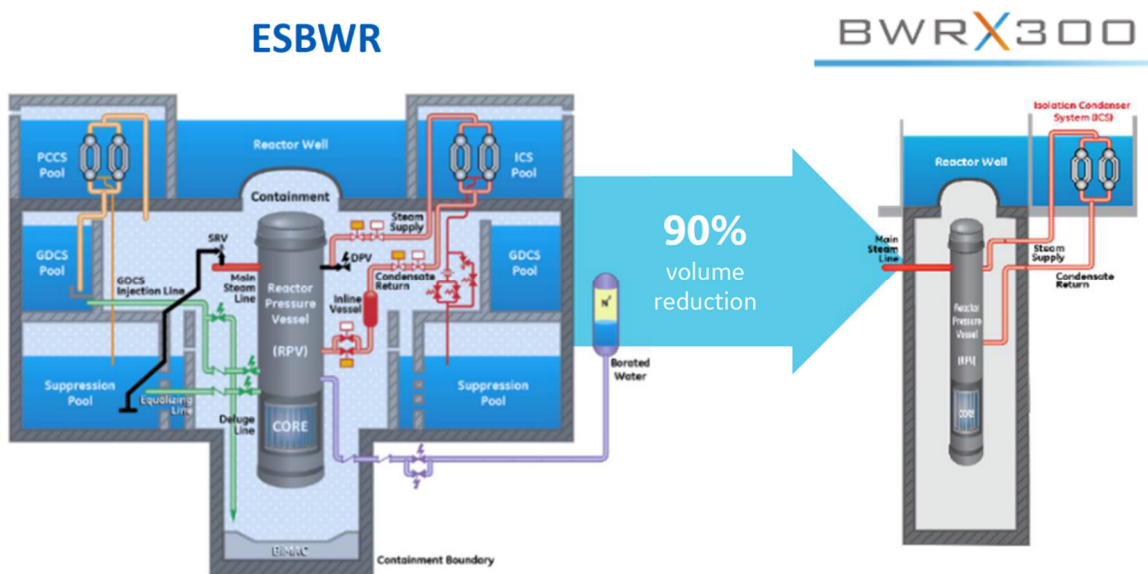 ESBWR
BWRX300
PCCS
Pool
Reactor Well
ICS
Pool
Containment
GDCS
Pool
SRV
Steam
Supply
DPV
GDCS
Pool
GDCS
Injection Line
Main
Steam
Line
Condensate
Return
Reactor
Pressure
Vessel
(RPV)
Inline
Vessel
Suppression
Pool
Equalizing
Line
Deluge
Line
CORE
Suppression
Pool
N²
Borated
Water
BiMAC
Containment Boundary
90%
volume
reduction
Isolation Condenser
System (ICS)
Reactor Well
Main
Steam
Line
Steam
Supply
Condensate
Return
Reactor
Pressure
Vessel
(RPV)
CORE